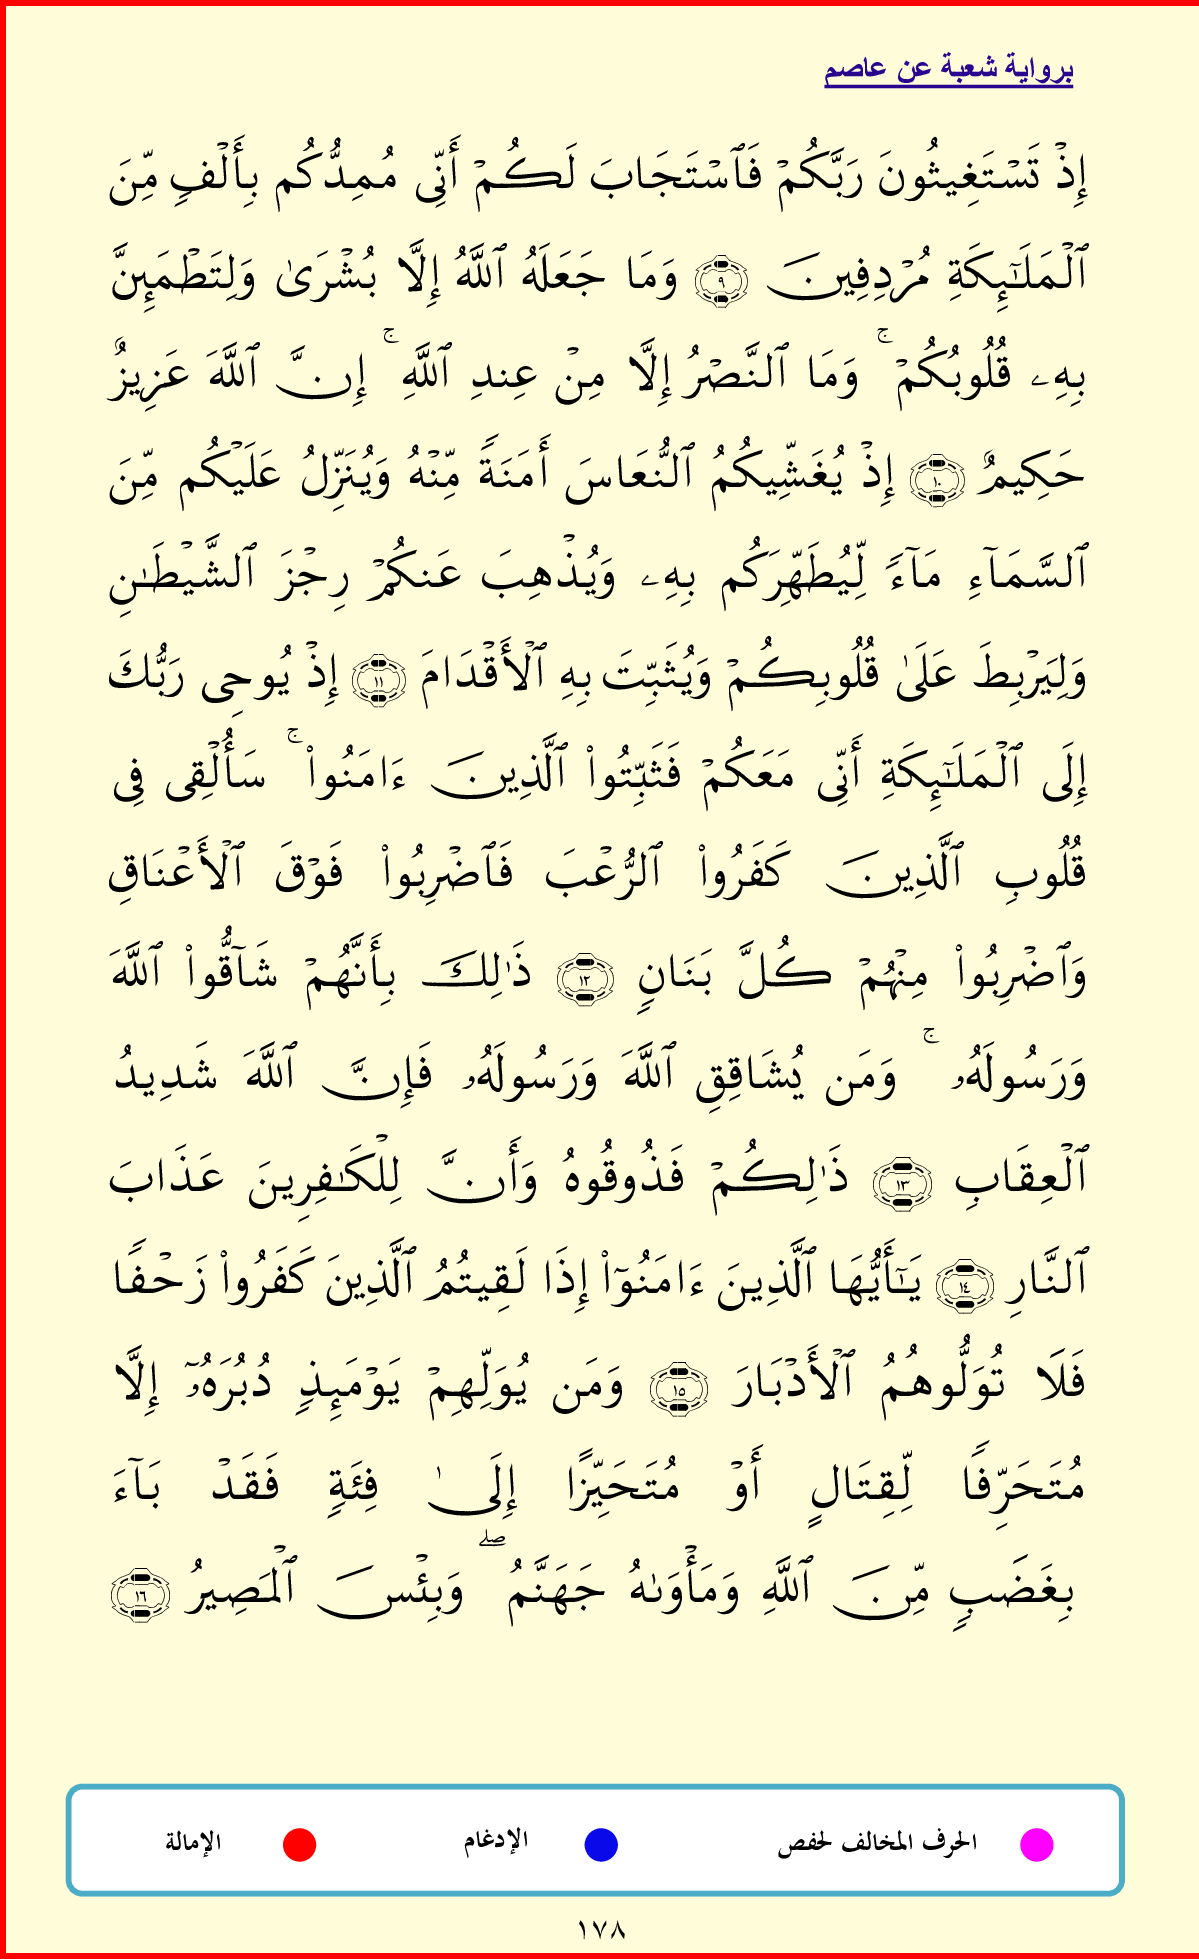 برواية شعبة عن عاصم
إِذْ تَسْتَغِيثُونَ رَبَّكُمْ فَٱسْتَجَابَ لَكُمْ أَنِّى مُمِدُّكُم بِأَلْفٍ مِّنَ
ٱلْمَلَـٰٓئِكَةِ مُرْدِفِينَ ٩ وَمَا جَعَلَهُ ٱللَّهُ إِلَّا بُشْرَىٰ وَلِتَطْمَئِنَّ
بِهِۦ قُلُوبُكُمْ ۚ وَمَا ٱلنَّصْرُ إِلَّا مِنْ عِندِ ٱللَّهِ ۚ إِنَّ ٱللَّهَ عَزِيزٌ
حَكِيمٌ ١٠ إِذْ يُغَشِّيكُمُ ٱلنُّعَاسَ أَمَنَةً مِّنْهُ وَيُنَزِّلُ عَلَيْكُم مِّنَ
ٱلسَّمَآءِ مَآءً لِّيُطَهِّرَكُم بِهِۦ وَيُذْهِبَ عَنكُمْ رِجْزَ ٱلشَّيْطَـٰنِ
وَلِيَرْبِطَ عَلَىٰ قُلُوبِكُمْ وَيُثَبِّتَ بِهِ ٱلْأَقْدَامَ ١١ إِذْ يُوحِى رَبُّكَ
إِلَى ٱلْمَلَـٰٓئِكَةِ أَنِّى مَعَكُمْ فَثَبِّتُوا۟ ٱلَّذِينَ ءَامَنُوا۟ ۚ سَأُلْقِى فِى
قُلُوبِ ٱلَّذِينَ كَفَرُوا۟ ٱلرُّعْبَ فَٱضْرِبُوا۟ فَوْقَ ٱلْأَعْنَاقِ
وَٱضْرِبُوا۟ مِنْهُمْ كُلَّ بَنَانٍ ١٢ ذَٰلِكَ بِأَنَّهُمْ شَآقُّوا۟ ٱللَّهَ
وَرَسُولَهُۥ ۚ وَمَن يُشَاقِقِ ٱللَّهَ وَرَسُولَهُۥ فَإِنَّ ٱللَّهَ شَدِيدُ
ٱلْعِقَابِ ١٣ ذَٰلِكُمْ فَذُوقُوهُ وَأَنَّ لِلْكَـٰفِرِينَ عَذَابَ
ٱلنَّارِ ١٤ يَـٰٓأَيُّهَا ٱلَّذِينَ ءَامَنُوٓا۟ إِذَا لَقِيتُمُ ٱلَّذِينَ كَفَرُوا۟ زَحْفًا
فَلَا تُوَلُّوهُمُ ٱلْأَدْبَارَ ١٥ وَمَن يُوَلِّهِمْ يَوْمَئِذٍ دُبُرَهُۥٓ إِلَّا
مُتَحَرِّفًا لِّقِتَالٍ أَوْ مُتَحَيِّزًا إِلَىٰ فِئَةٍ فَقَدْ بَآءَ
بِغَضَبٍ مِّنَ ٱللَّهِ وَمَأْوَىٰهُ جَهَنَّمُ ۖ وَبِئْسَ ٱلْمَصِيرُ ١٦
الحرف المخالف لحفص الإدغام الإمالة
١٧٨